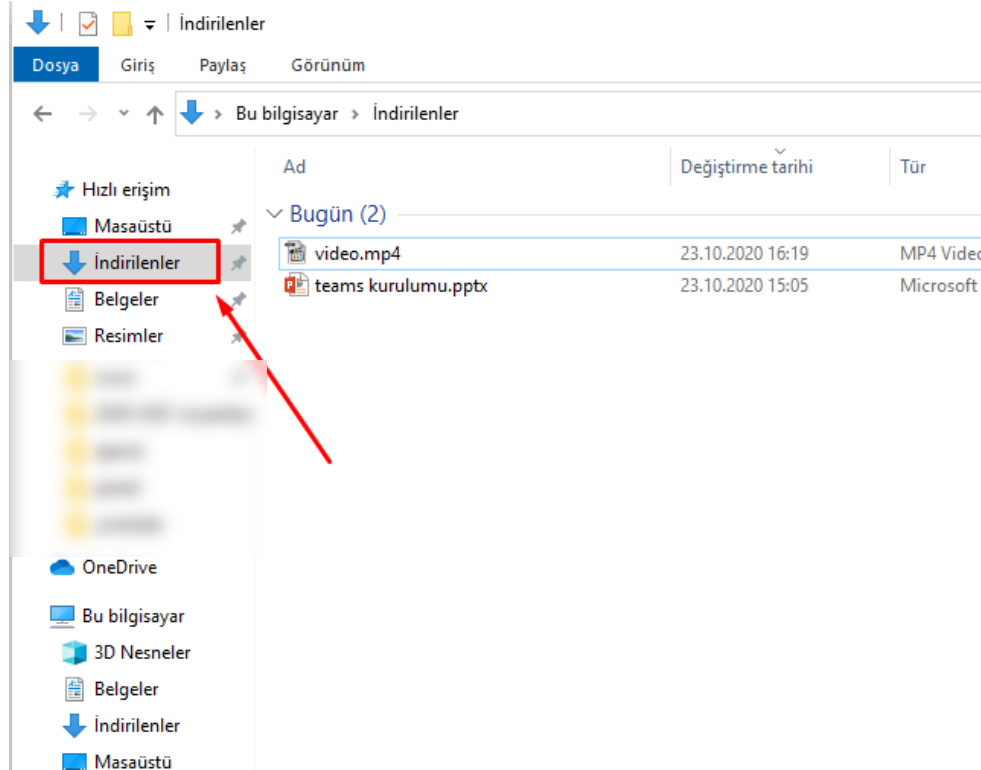 İndirilenler
Dosya Giriş Paylaş Görünüm
Bu bilgisayar › İndirilenler
Ad Değiştirme tarihi Tür
Hızlı erişim
Masaüstü
İndirilenler
Belgeler
Resimler
Bugün (2)
video.mp4 23.10.2020 16:19 MP4
teams kurulumu.pptx 23.10.2020 15:05 Microsoft
OneDrive
Bu bilgisayar
3D Nesneler
Belgeler
İndirilenler
Masaüstü